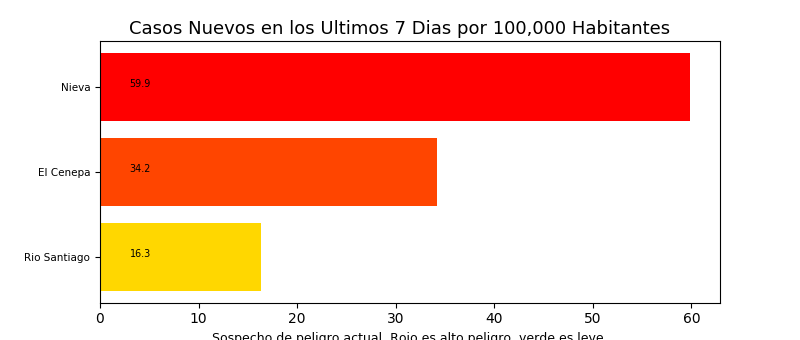 Casos Nuevos en los Ultimos 7 Dias por 100,000 Habitantes
Nieva
59.9
El Cenepa
34.2
Rio Santiago
16.3
0 10 20 30 40 50 60
Sospecho de peligro actual. Rojo es alto peligro, verde es leve